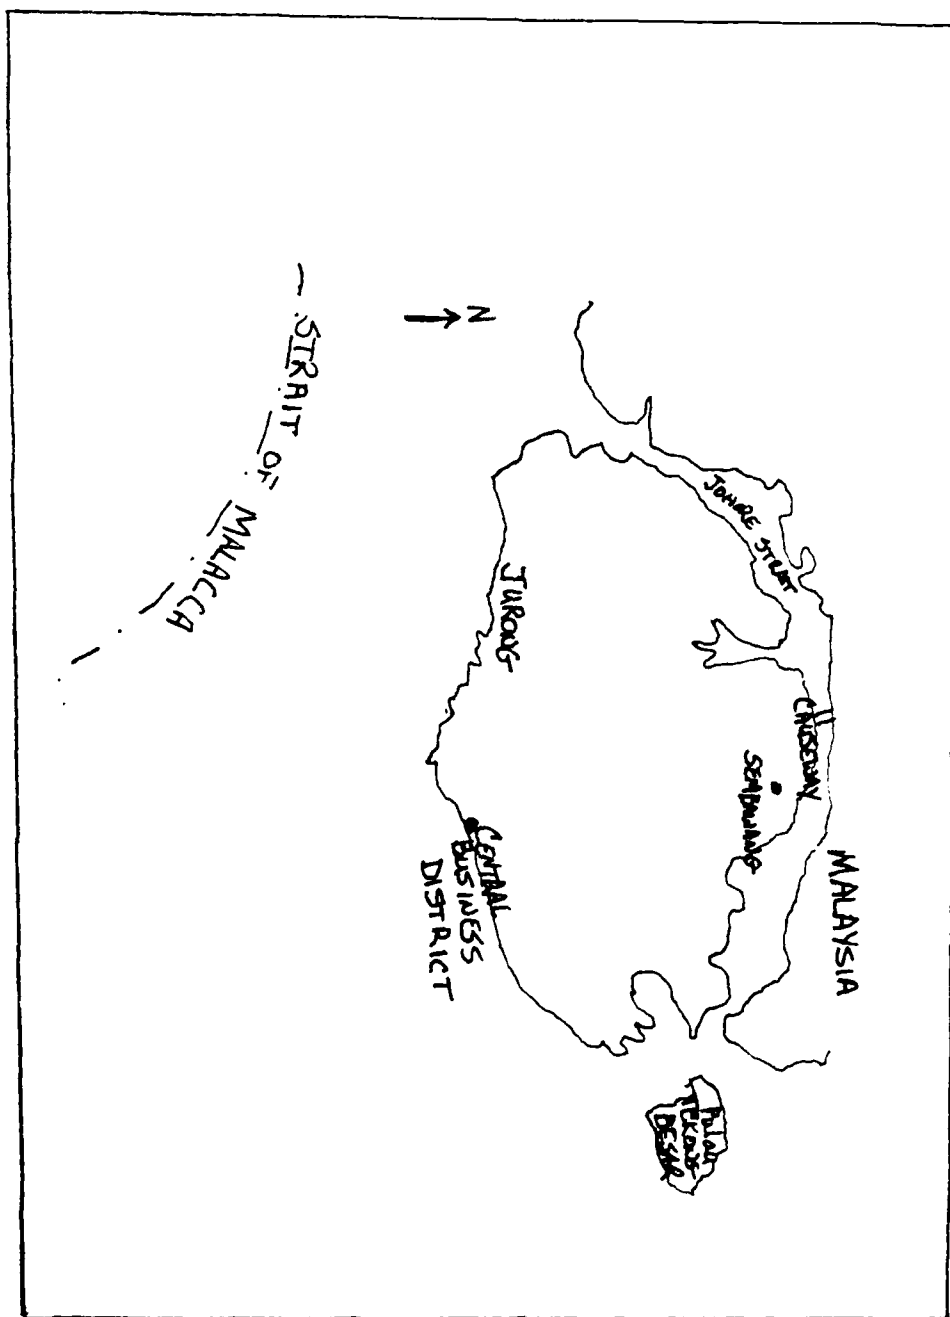 MALAYSIA
JOHORE STRAIT
CAUSEWAY
SEMBAWANG
Pulau
TEKONG
BESAR
N
JURONG
CENTRAL
BUSINESS
DISTRICT
STRAIT OF MALACCA